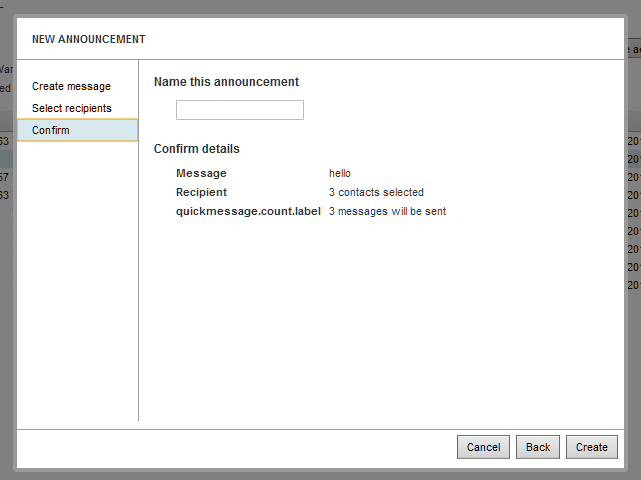 NEW ANNOUNCEMENT
Create message
Select recipients
Confirm
Name this announcement
Confirm details
Message hello
Recipient 3 contacts selected
quickmessage.count.label 3 messages will be sent
Cancel Back Create